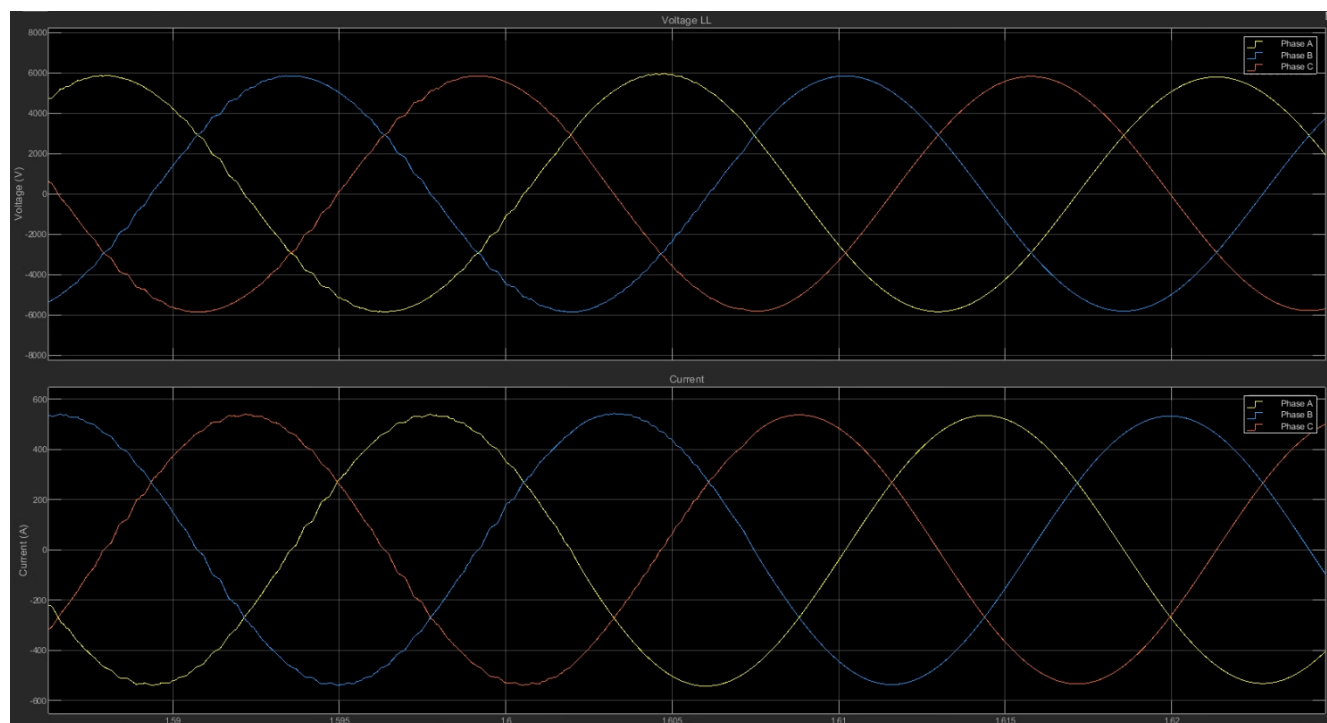 Voltage LL
8000
6000
4000
2000
0
-2000
-4000
-6000
-8000
Voltage (V)
Phase A
Phase B
Phase C
Current
600
400
200
0
-200
-400
-600
Current (A)
Phase A
Phase B
Phase C
1.59
1.595
1.6
1.605
1.61
1.615
1.62